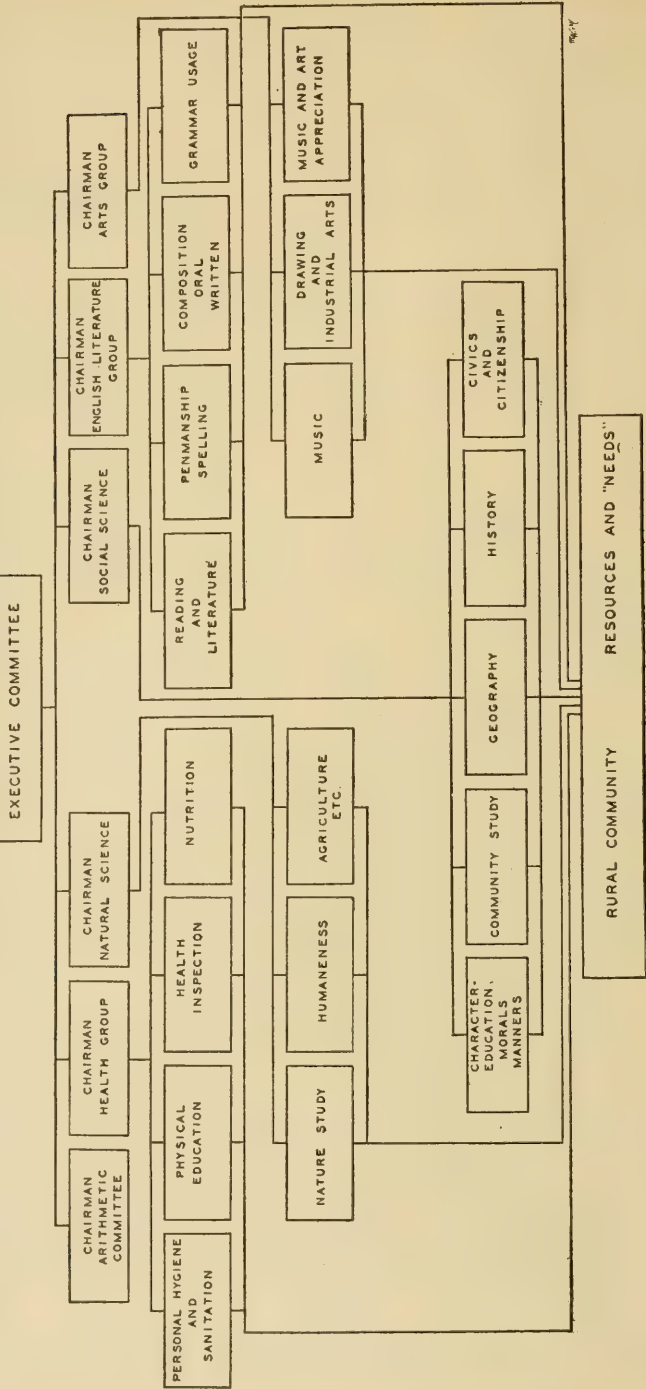 EXECUTIVE COMMITTEE
CHAIRMAN
ARITHMETIC
COMMITTEE
CHAIRMAN
HEALTH GROUP
CHAIRMAN
NATURAL SCIENCE
CHAIRMAN
SOCIAL SCIENCE
CHAIRMAN
ENGLISH LITERATURE
GROUP
CHAIRMAN
ARTS GROUP
PERSONAL HYGIENE
AND
SANITATION
PHYSICAL
EDUCATION
HEALTH
INSPECTION
NUTRITION
READING
AND
LITERATURE
PENMANSHIP
SPELLING
COMPOSITION
ORAL
WRITTEN
GRAMMAR USAGE
NATURE STUDY
HUMANENESS
AGRICULTURE
ETC.
MUSIC
DRAWING
AND
INDUSTRIAL ARTS
MUSIC AND ART
APPRECIATION
CHARACTER-
EDUCATION,
MORALS
MANNERS
COMMUNITY STUDY
GEOGRAPHY
HISTORY
CIVICS
AND
CITIZENSHIP
RURAL COMMUNITY RESOURCES AND "NEEDS"